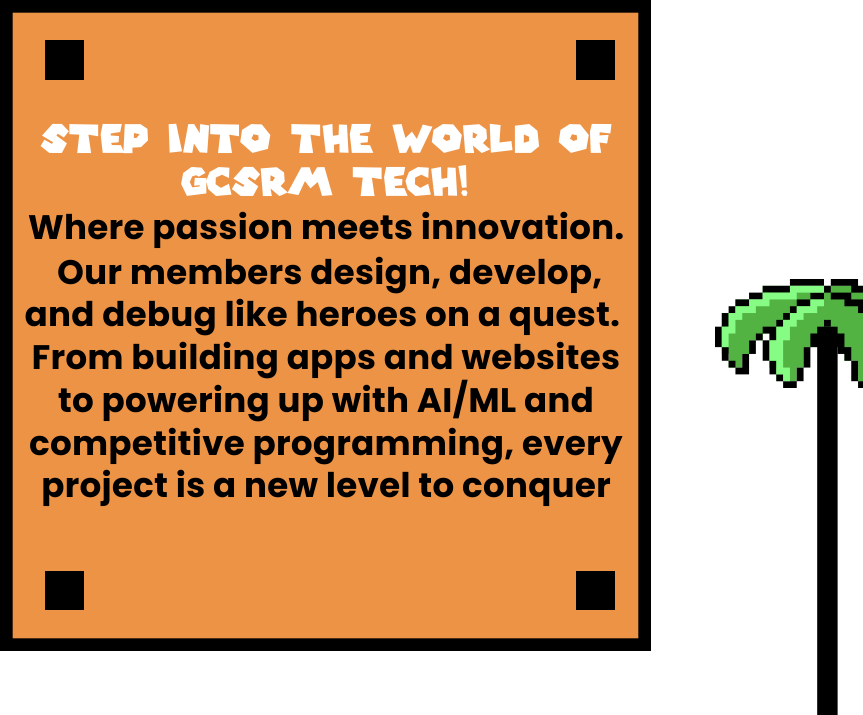 STEP INTO THE WORLD OF
GCSRM TECH!
Where passion meets innovation.
Our members design, develop,
and debug like heroes on a quest.
From building apps and websites
to powering up with AI/ML and
competitive programming, every
project is a new level to conquer